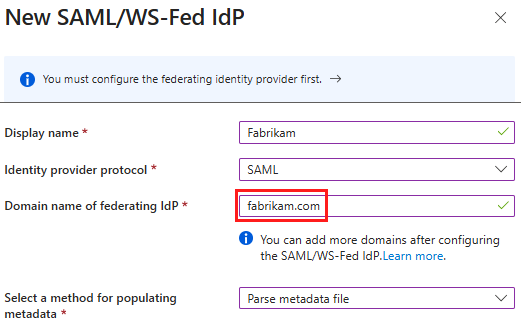 New SAML/WS-Fed IdP
You must configure the federating identity provider first. →
Display name *
Fabrikam
Identity provider protocol *
SAML
Domain name of federating IdP *
fabrikam.com
You can add more domains after configuring
the SAML/WS-Fed IdP.Learn more.
Select a method for populating
metadata *
Parse metadata file